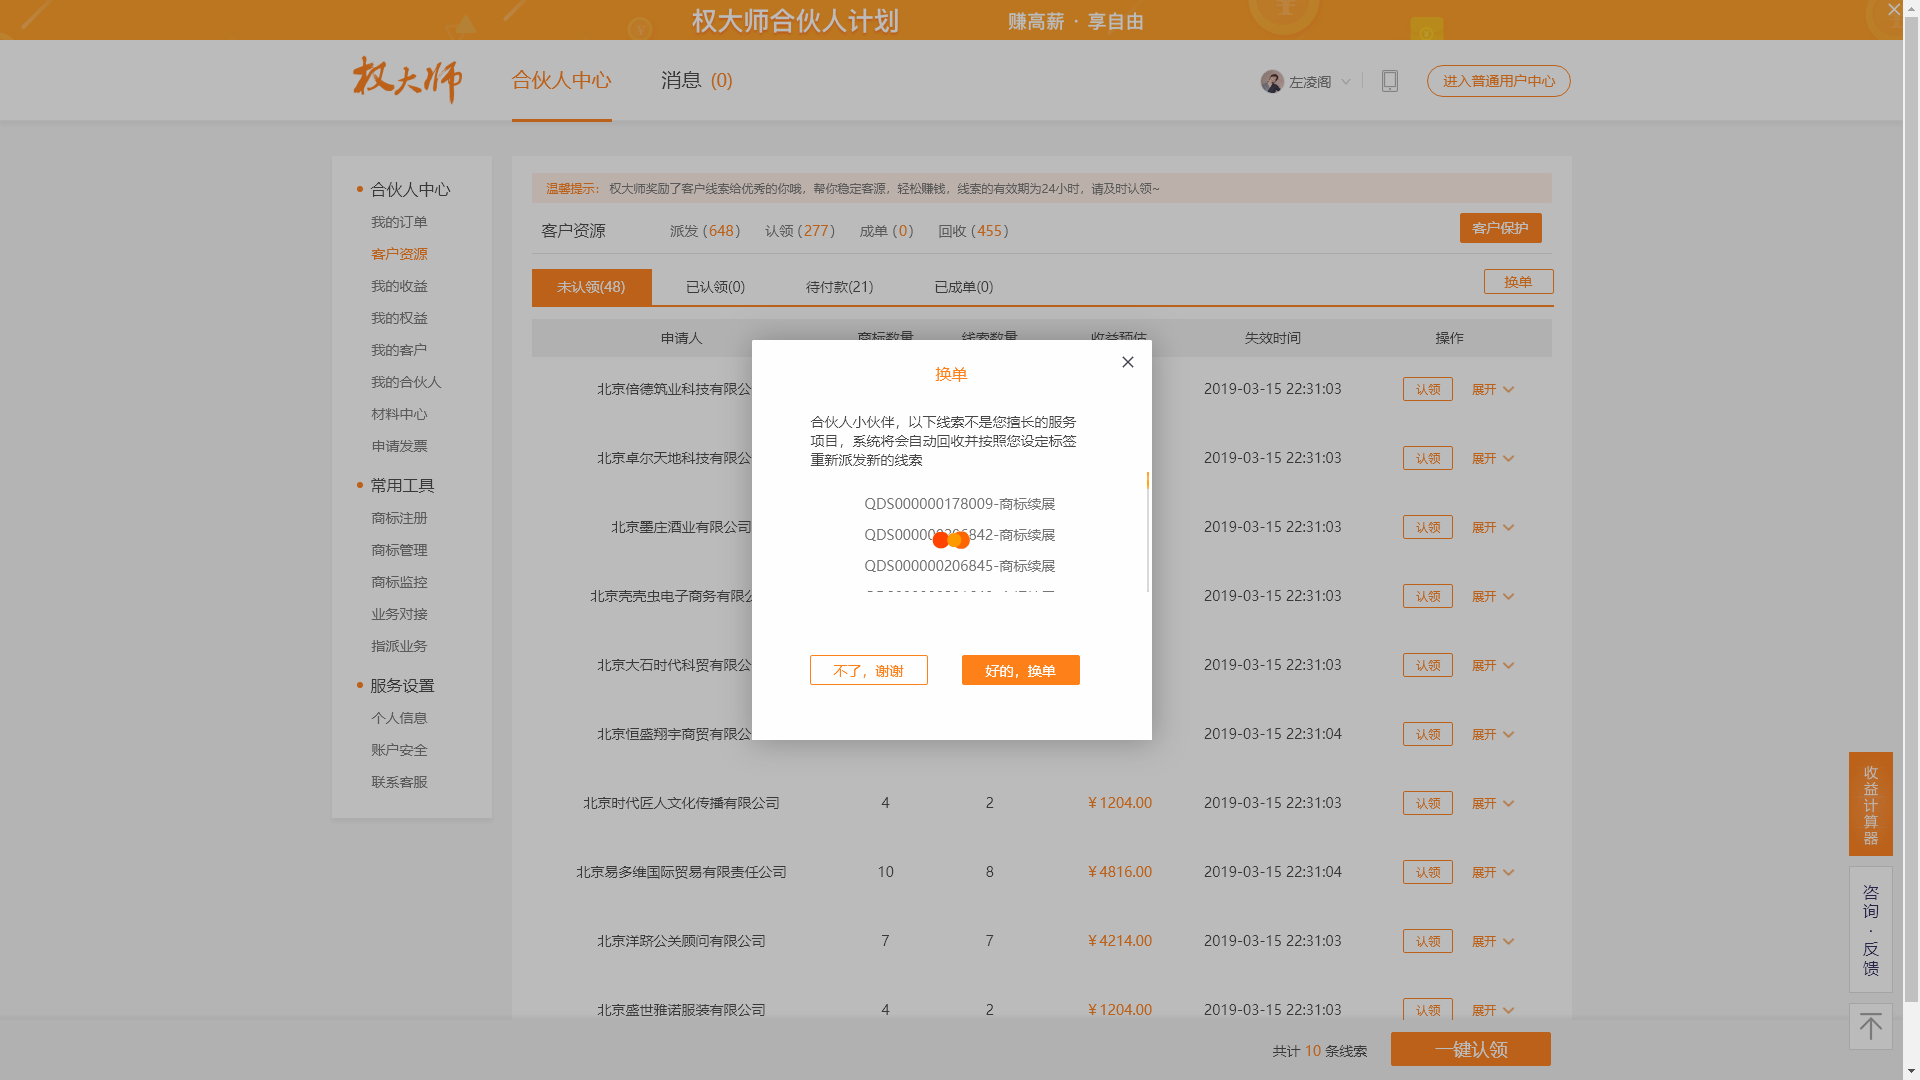 权大师合伙人计划
赚高薪 · 享自由
权大师
合伙人中心
消息 (0)
左凌阁
进入普通用户中心
合伙人中心
我的订单
客户资源
我的收益
我的权益
我的客户
我的合伙人
材料中心
申请发票
常用工具
商标注册
商标管理
商标监控
业务对接
指派业务
服务设置
个人信息
账户安全
联系客服
温馨提示： 权大师奖励了客户线索给优秀的你哦，帮你稳定客源，轻松赚钱，线索的有效期为24小时，请及时认领~
客户资源 派发 (648) 认领 (277) 成单 (0) 回收 (455)
客户保护
未认领(48) 已认领(0) 待付款(21) 已成单(0)
换单
申请人 商标数量 线索数量 收益预估 失效时间 操作
北京倍德筑业科技有限公 2019-03-15 22:31:03 认领 展开
北京卓尔天地科技有限公 2019-03-15 22:31:03 认领 展开
北京墨庄酒业有限公司 2019-03-15 22:31:03 认领 展开
北京壳壳虫电子商务有限公 2019-03-15 22:31:03 认领 展开
北京大石时代科贸有限公 2019-03-15 22:31:03 认领 展开
北京恒盛翔宇商贸有限公 2019-03-15 22:31:04 认领 展开
北京时代匠人文化传播有限公司 4 2 ¥1204.00 2019-03-15 22:31:03 认领 展开
北京易多维国际贸易有限责任公司 10 8 ¥4816.00 2019-03-15 22:31:04 认领 展开
北京洋跻公关顾问有限公司 7 7 ¥4214.00 2019-03-15 22:31:03 认领 展开
北京盛世雅诺服装有限公司 4 2 ¥1204.00 2019-03-15 22:31:03 认领 展开
共计 10 条线索
一键认领
换单
合伙人小伙伴，以下线索不是您擅长的服务
项目，系统将会自动回收并按照您设定标签
重新派发新的线索
QDS000000178009-商标续展
842-商标续展
QDS000000206845-商标续展
不了，谢谢
好的，换单
收益计算器
咨询·反馈